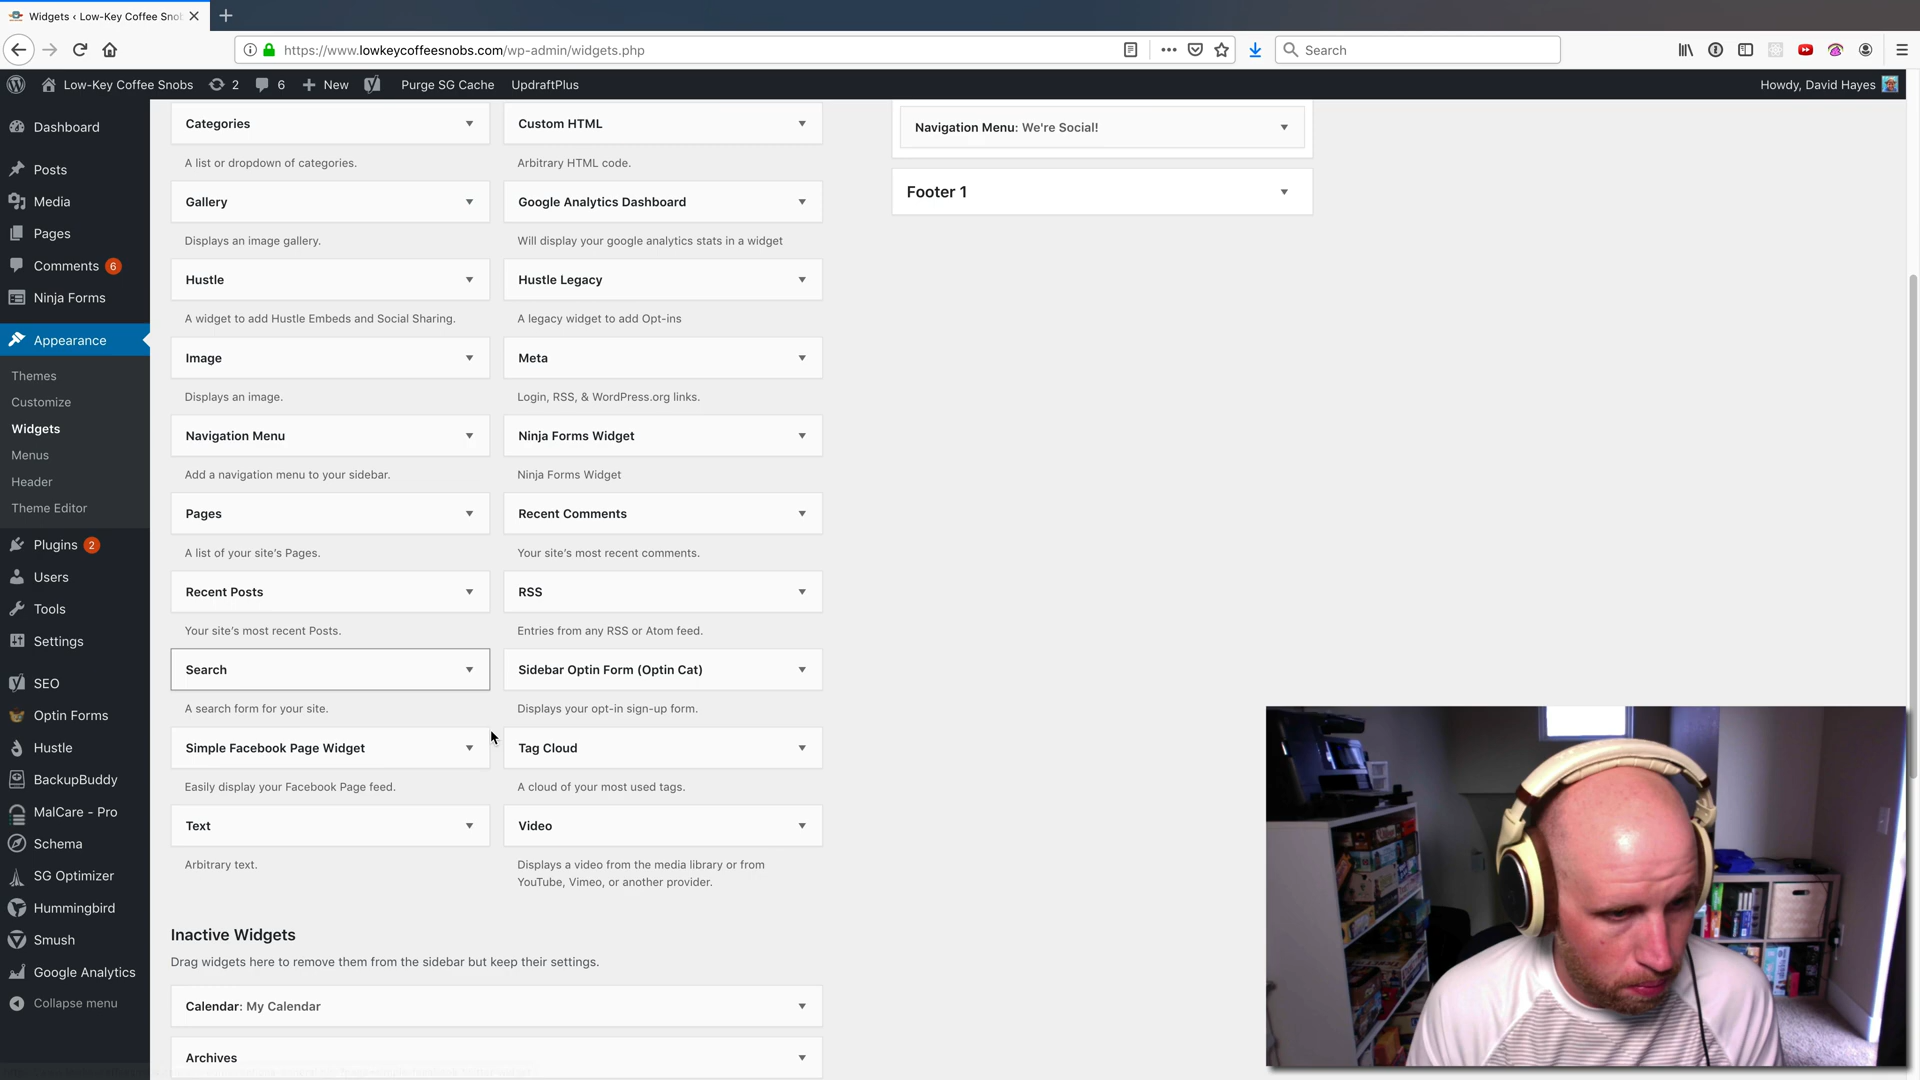 Widgets ‹ Low-Key Coffee Sno
https://www.lowkeycoffeesnobs.com/wp-admin/widgets.php
Search
Low-Key Coffee Snobs
2
6
New
Purge SG Cache
UpdraftPlus
Howdy, David Hayes
Dashboard
Posts
Media
Pages
Comments 6
Ninja Forms
Appearance
Themes
Customize
Widgets
Menus
Header
Theme Editor
Plugins 2
Users
Tools
Settings
SEO
Optin Forms
Hustle
BackupBuddy
MalCare - Pro
Schema
SG Optimizer
Hummingbird
Smush
Google Analytics
Collapse menu
Categories
A list or dropdown of categories.
Custom HTML
Arbitrary HTML code.
Gallery
Displays an image gallery.
Google Analytics Dashboard
Will display your google analytics stats in a widget
Hustle
A widget to add Hustle Embeds and Social Sharing.
Hustle Legacy
A legacy widget to add Opt-ins
Image
Displays an image.
Meta
Login, RSS, & WordPress.org links.
Navigation Menu
Add a navigation menu to your sidebar.
Ninja Forms Widget
Ninja Forms Widget
Pages
A list of your site's Pages.
Recent Comments
Your site's most recent comments.
Recent Posts
Your site's most recent Posts.
RSS
Entries from any RSS or Atom feed.
Search
A search form for your site.
Sidebar Optin Form (Optin Cat)
Displays your opt-in sign-up form.
Simple Facebook Page Widget
Easily display your Facebook Page feed.
Tag Cloud
A cloud of your most used tags.
Text
Arbitrary text.
Video
Displays a video from the media library or from
YouTube, Vimeo, or another provider.
Inactive Widgets
Drag widgets here to remove them from the sidebar but keep their settings.
Calendar: My Calendar
Archives
Navigation Menu: We're Social!
Footer 1